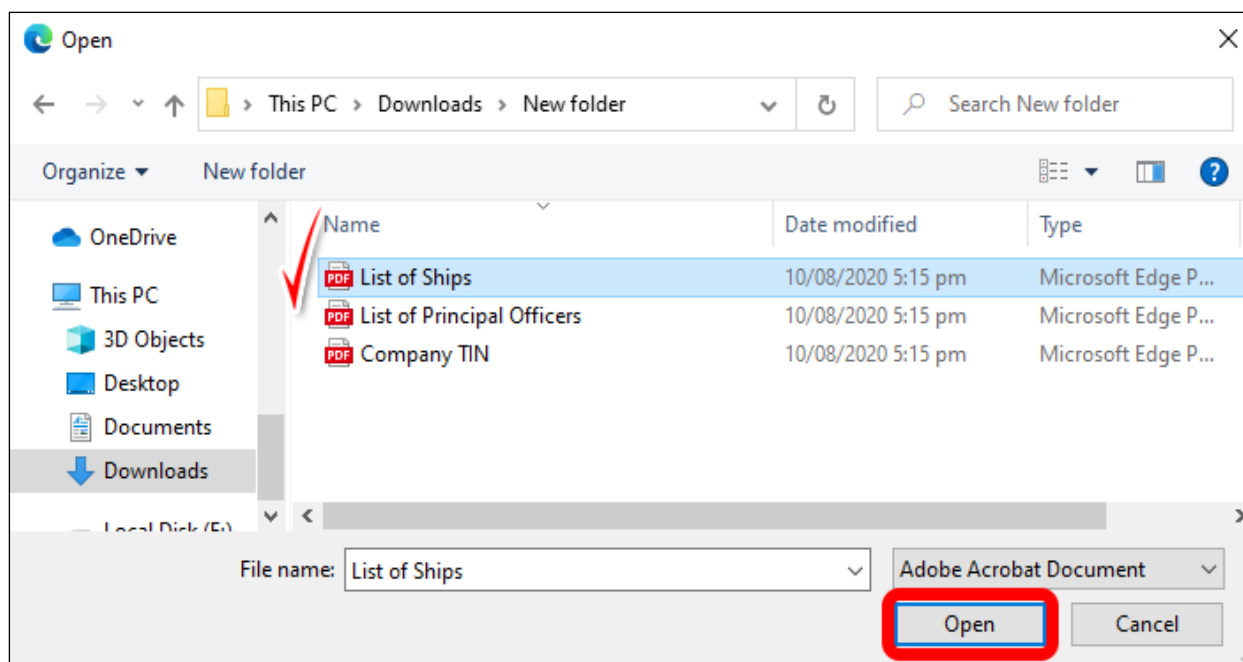 Open
This PC > Downloads > New folder
Search New folder
Organize
New folder
?
OneDrive
This PC
3D Objects
Desktop
Documents
Downloads
Local Disk (F:)
Name Date modified Type
PDF List of Ships 10/08/2020 5:15 pm Microsoft Edge P...
PDF List of Principal Officers 10/08/2020 5:15 pm Microsoft Edge P...
PDF Company TIN 10/08/2020 5:15 pm Microsoft Edge P...
File name: List of Ships Adobe Acrobat Document
Open Cancel